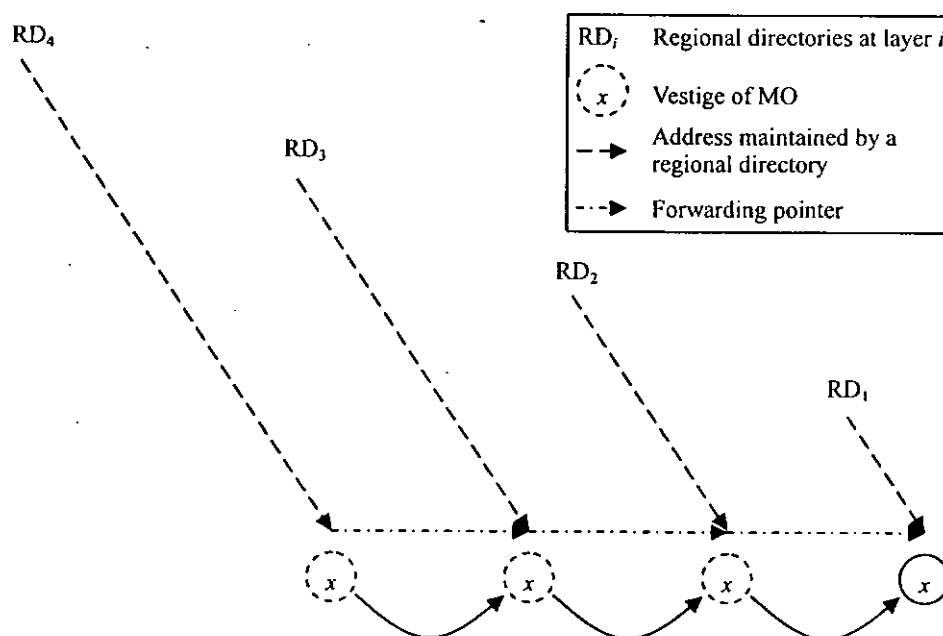 RD₄
RD₃
RD₂
RD₁
RDᵢ Regional directories at layer i
x Vestige of MO
Address maintained by a
regional directory
Forwarding pointer
x x x x